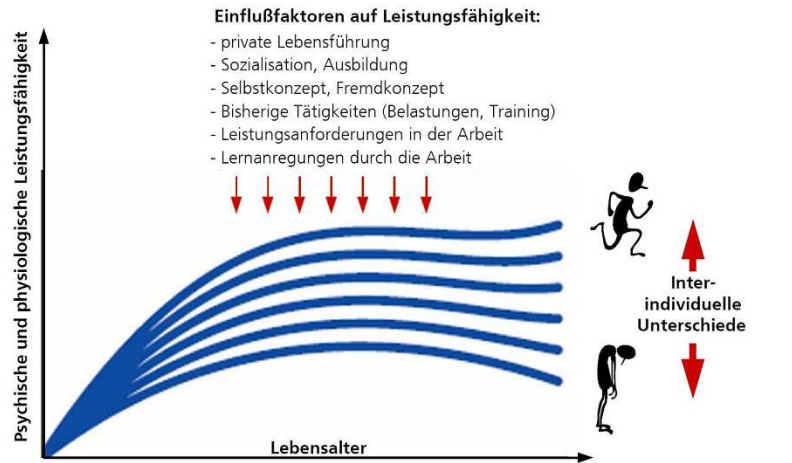 Einflußfaktoren auf Leistungsfähigkeit:
- private Lebensführung
- Sozialisation, Ausbildung
- Selbstkonzept, Fremdkonzept
- Bisherige Tätigkeiten (Belastungen, Training)
- Leistungsanforderungen in der Arbeit
- Lernanregungen durch die Arbeit
Psychische und physiologische Leistungsfähigkeit
Inter-
individuelle
Unterschiede
Lebensalter